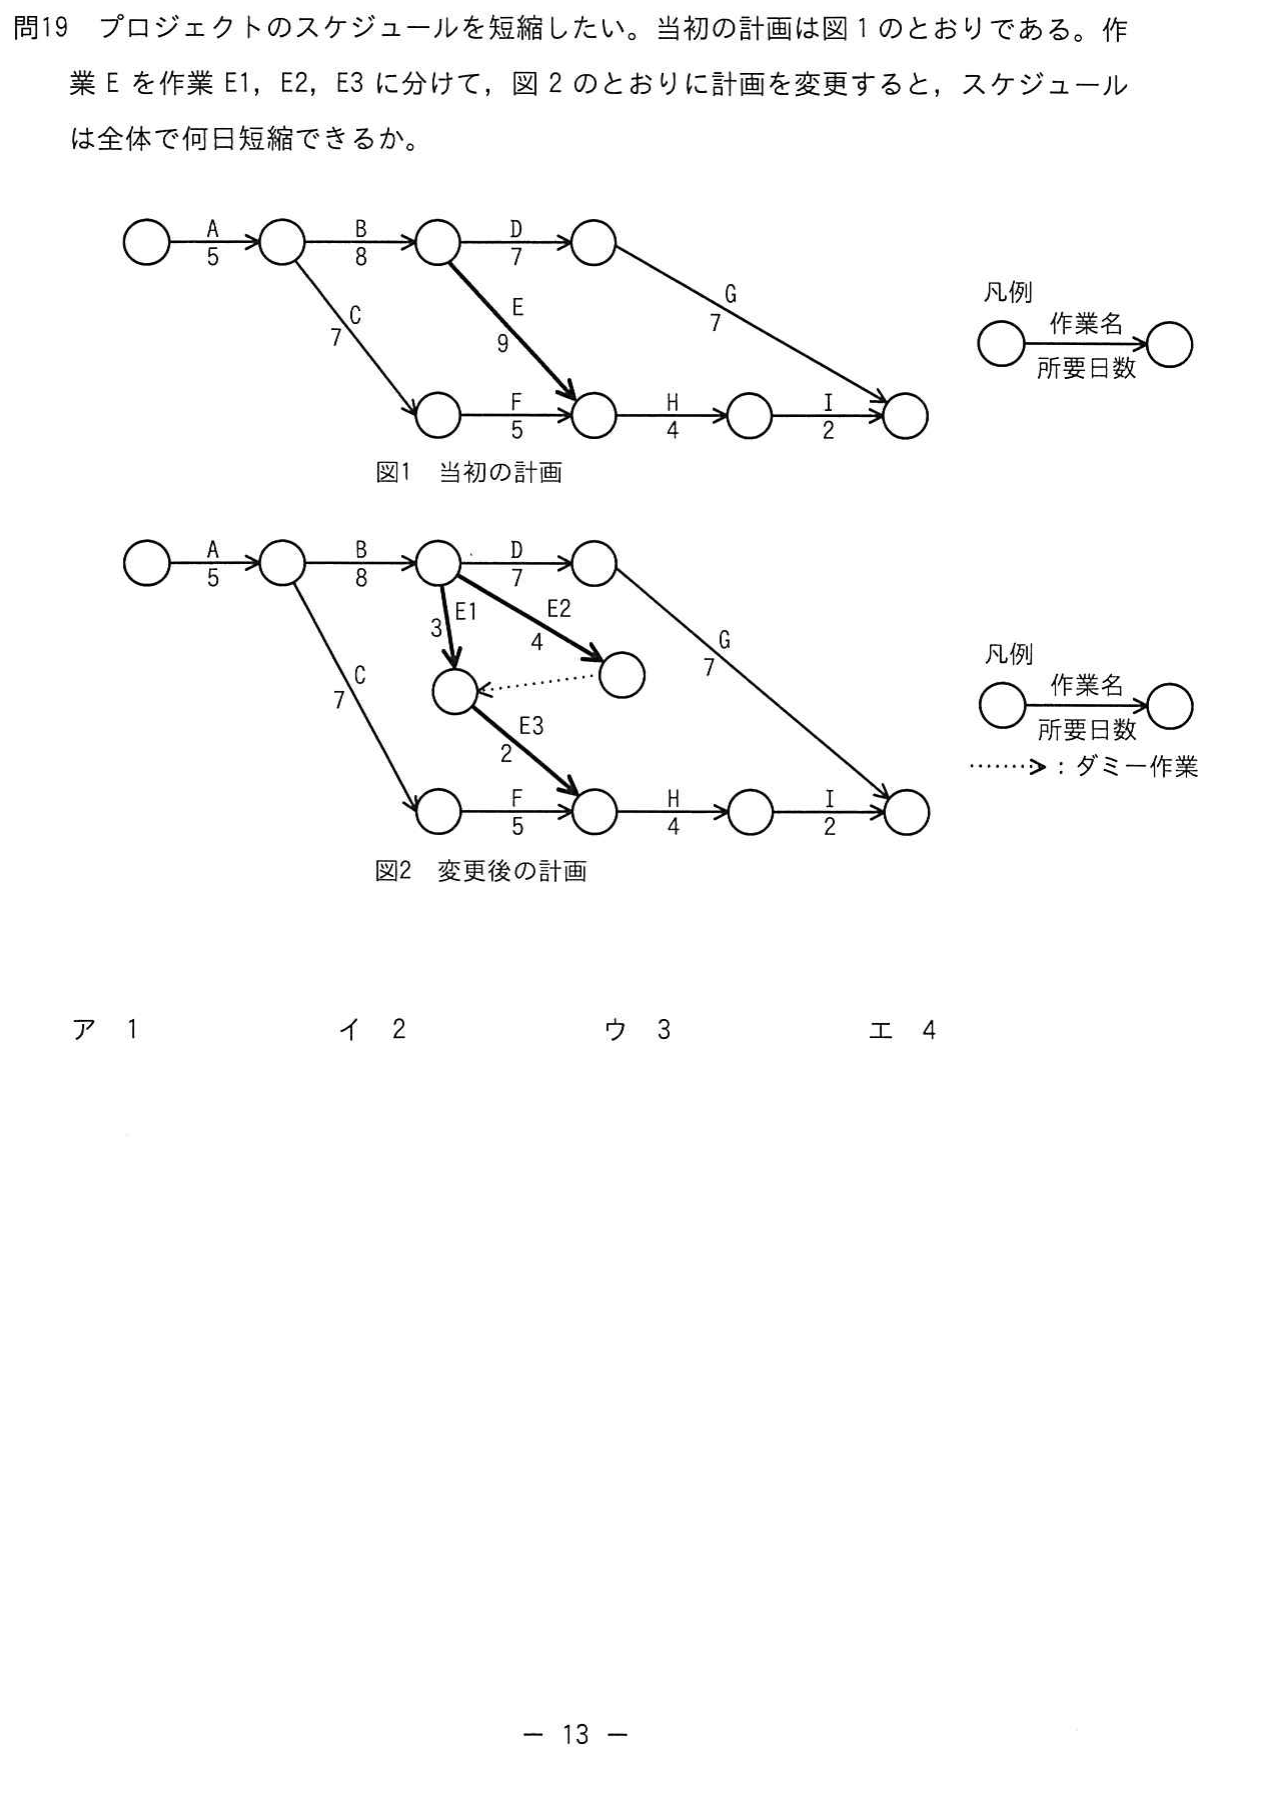 問19　プロジェクトのスケジュールを短縮したい。当初の計画は図1のとおりである。作
業Eを作業E1，E2，E3に分けて，図2のとおりに計画を変更すると，スケジュール
は全体で何日短縮できるか。
A
5
B
8
D
7
C
7
E
9
G
7
F
5
H
4
I
2
凡例
作業名
所要日数
図1　当初の計画
A
5
B
8
D
7
E1
3
E2
4
C
7
G
7
E3
2
F
5
H
4
I
2
凡例
作業名
所要日数
：ダミー作業
図2　変更後の計画
ア　1　イ　2　ウ　3　エ　4
― 13 ―